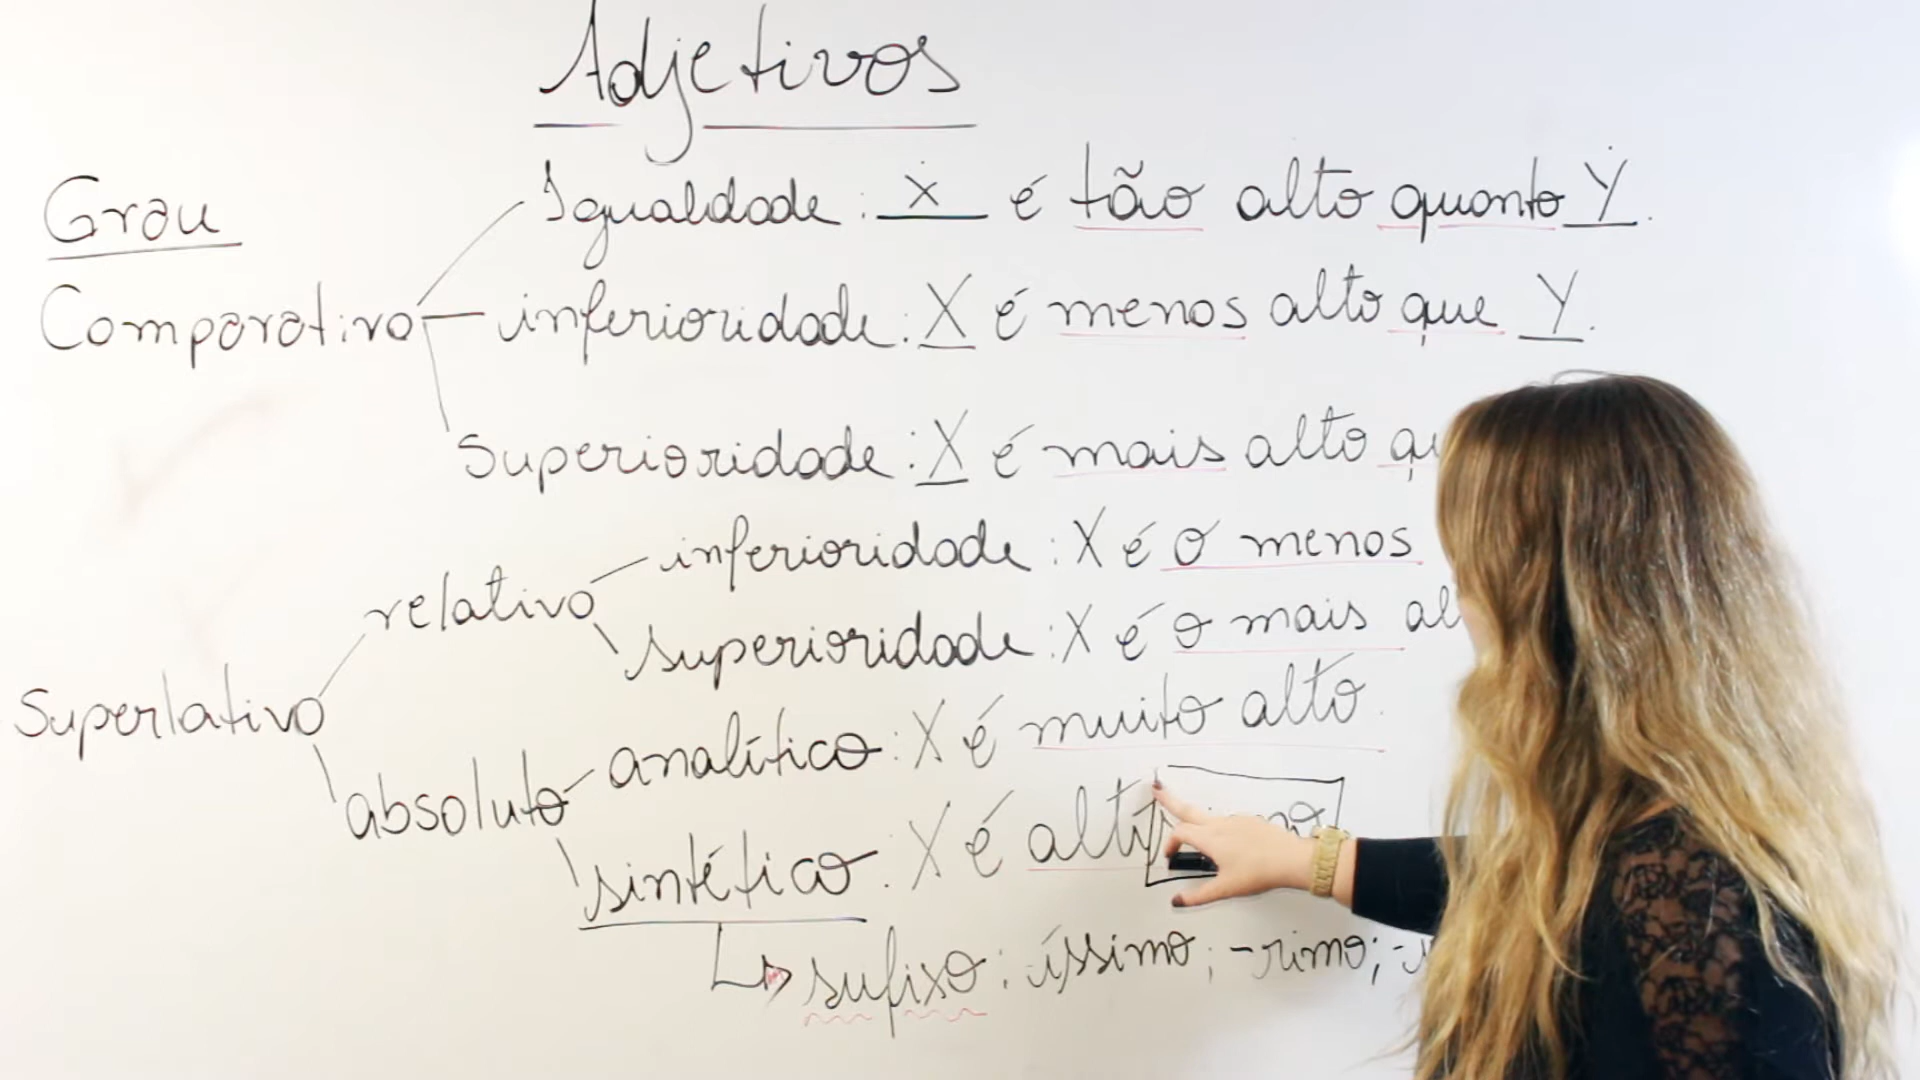 Adjetivos
Grau
Igualdade: X é tão alto quanto Y.
Comparativo inferioridade: X é menos alto que Y.
Superioridade: X é mais alto
relativo inferioridade: X é o menos
superioridade: X é o mais
Superlativo
absoluto analítico: X é muito alto.
sintético: X é
sufixo: -íssimo; -rimo;